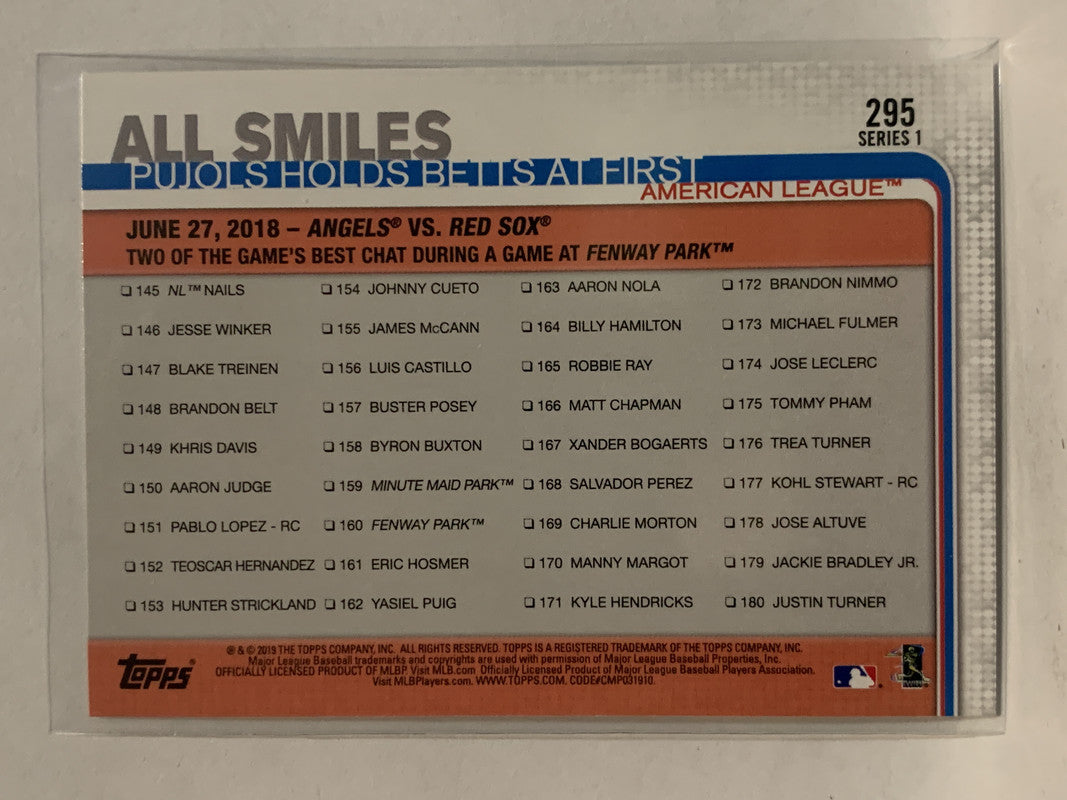 ALL SMILES
295
SERIES 1
PUJOLS HOLDS BETTS AT FIRST
AMERICAN LEAGUE™
JUNE 27, 2018 – ANGELS® VS. RED SOX®
TWO OF THE GAME'S BEST CHAT DURING A GAME AT FENWAY PARK™
❏ 145 NL™ NAILS
❏ 146 JESSE WINKER
❏ 147 BLAKE TREINEN
❏ 148 BRANDON BELT
❏ 149 KHRIS DAVIS
❏ 150 AARON JUDGE
❏ 151 PABLO LOPEZ - RC
❏ 152 TEOSCAR HERNANDEZ
❏ 153 HUNTER STRICKLAND
❏ 154 JOHNNY CUETO
❏ 155 JAMES McCANN
❏ 156 LUIS CASTILLO
❏ 157 BUSTER POSEY
❏ 158 BYRON BUXTON
❏ 159 MINUTE MAID PARK™
❏ 160 FENWAY PARK™
❏ 161 ERIC HOSMER
❏ 162 YASIEL PUIG
❏ 163 AARON NOLA
❏ 164 BILLY HAMILTON
❏ 165 ROBBIE RAY
❏ 166 MATT CHAPMAN
❏ 167 XANDER BOGAERTS
❏ 168 SALVADOR PEREZ
❏ 169 CHARLIE MORTON
❏ 170 MANNY MARGOT
❏ 171 KYLE HENDRICKS
❏ 172 BRANDON NIMMO
❏ 173 MICHAEL FULMER
❏ 174 JOSE LECLERC
❏ 175 TOMMY PHAM
❏ 176 TREA TURNER
❏ 177 KOHL STEWART - RC
❏ 178 JOSE ALTUVE
❏ 179 JACKIE BRADLEY JR.
❏ 180 JUSTIN TURNER
Topps®
® & © 2019 THE TOPPS COMPANY, INC. ALL RIGHTS RESERVED. TOPPS IS A REGISTERED TRADEMARK OF THE TOPPS COMPANY, INC.
Major League Baseball trademarks and copyrights are used with permission of Major League Baseball Properties, Inc.
OFFICIALLY LICENSED PRODUCT OF MLBP. Visit MLB.com Officially Licensed Product of Major League Baseball Players Association.
Visit MLBPlayers.com. WWW.TOPPS.COM. CODE#CMP031910.